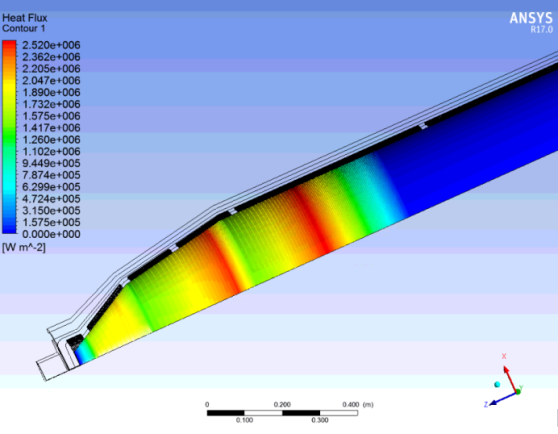 Heat Flux
Contour 1
2.520e+006
2.362e+006
2.205e+006
2.047e+006
1.890e+006
1.732e+006
1.575e+006
1.417e+006
1.260e+006
1.102e+006
9.449e+005
7.874e+005
6.299e+005
4.724e+005
3.150e+005
1.575e+005
0.000e+000
[W m^-2]
ANSYS
R17.0
0 0.200 0.400 (m)
0.100 0.300
X
Y
Z